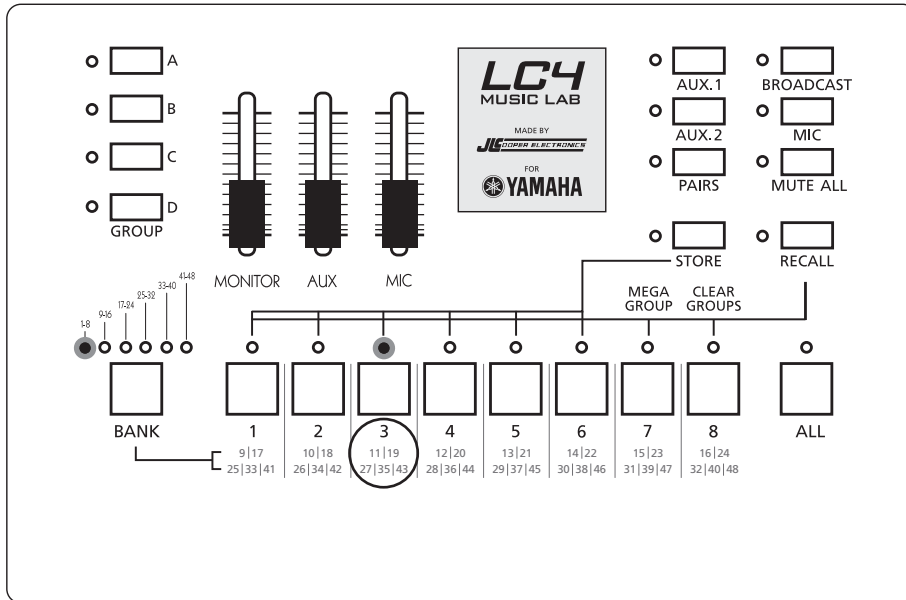 A
B
C
D
GROUP
LC4
MUSIC LAB
MADE BY
JLCOOPER ELECTRONICS
FOR
YAMAHA
AUX.1
BROADCAST
AUX.2
MIC
PAIRS
MUTE ALL
STORE
RECALL
MONITOR
AUX
MIC
MEGA
GROUP
CLEAR
GROUPS
1-8
9-16
17-24
25-32
33-40
41-48
BANK
1
2
3
4
5
6
7
8
ALL
9|17
10|18
11|19
12|20
13|21
14|22
15|23
16|24
25|33|41
26|34|42
27|35|43
28|36|44
29|37|45
30|38|46
31|39|47
32|40|48